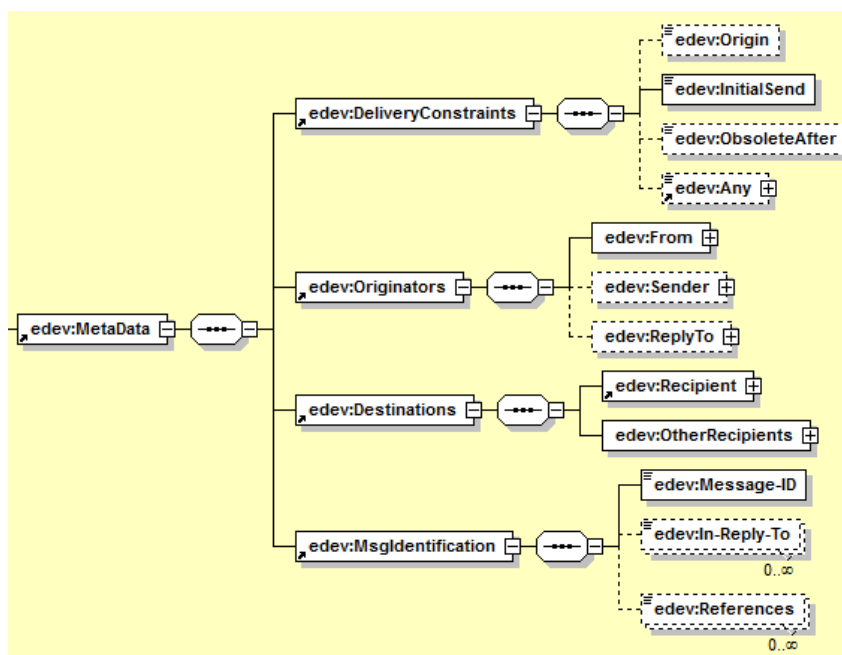 edev:Origin
edev:InitialSend
edev:DeliveryConstraints
edev:ObsoleteAfter
edev:Any
edev:From
edev:Originators
edev:Sender
edev:ReplyTo
edev:MetaData
edev:Recipient
edev:Destinations
edev:OtherRecipients
edev:Message-ID
edev:MsgIdentification
edev:In-Reply-To
0..∞
edev:References
0..∞